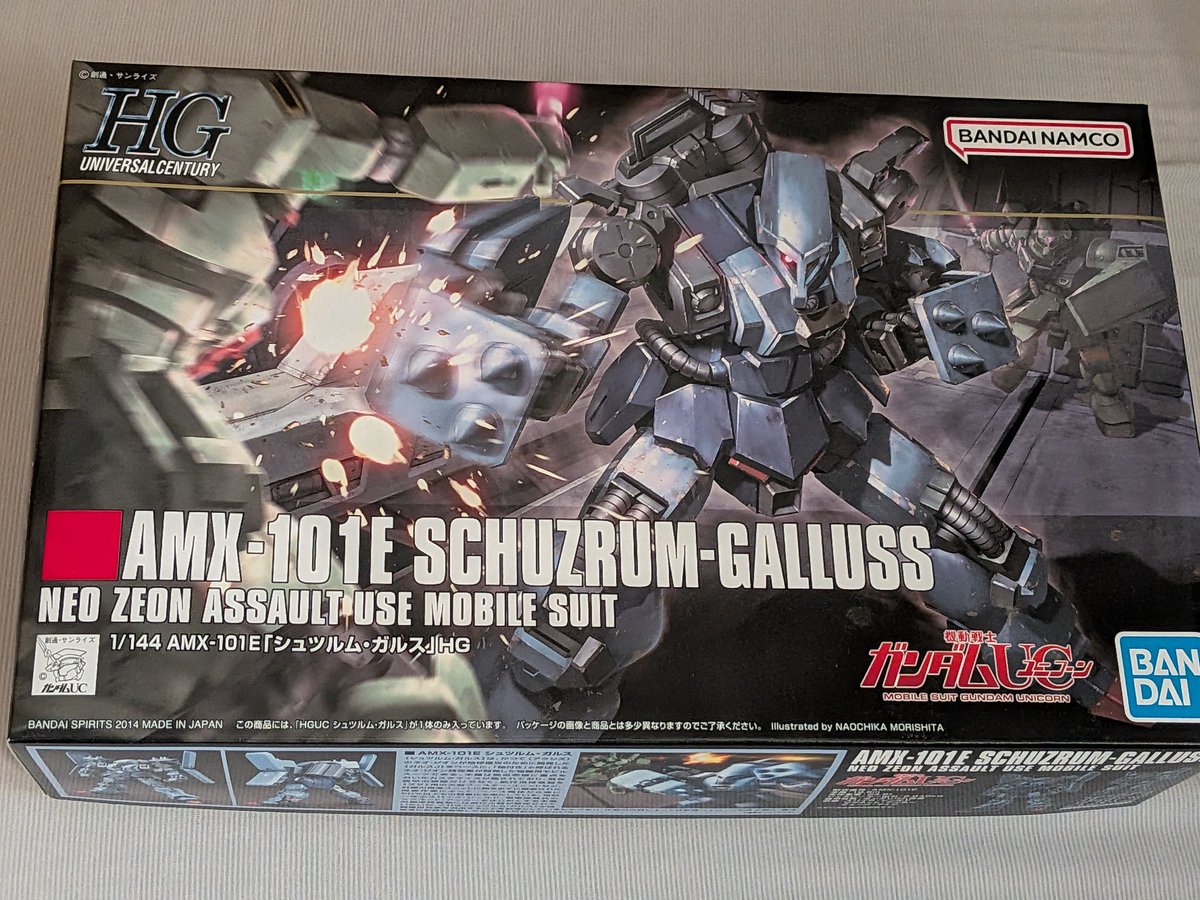 ©創通・サンライズ
HG
UNIVERSAL CENTURY
BANDAI NAMCO
AMX-101E SCHUZRUM-GALLUSS
NEO ZEON ASSAULT USE MOBILE SUIT
1/144 AMX-101E「シュツルム・ガルス」HG
創通・サンライズ
©
ガンダムUC
機動戦士
ガンダムUC
ユニコーン
MOBILE SUIT GUNDAM UNICORN
BAN
DAI
BANDAI SPIRITS 2014 MADE IN JAPAN この商品には、「HGUC シュツルム・ガルス」が1体のみ入っています。 パッケージの画像と商品とは多少異なりますのでご了承ください。 Illustrated by NAOCHIKA MORISHITA
■AMX-101E シュツルム・ガルス
AMX-101E SCHUZRUM-GALLUSS
NEO ZEON ASSAULT USE MOBILE SUIT